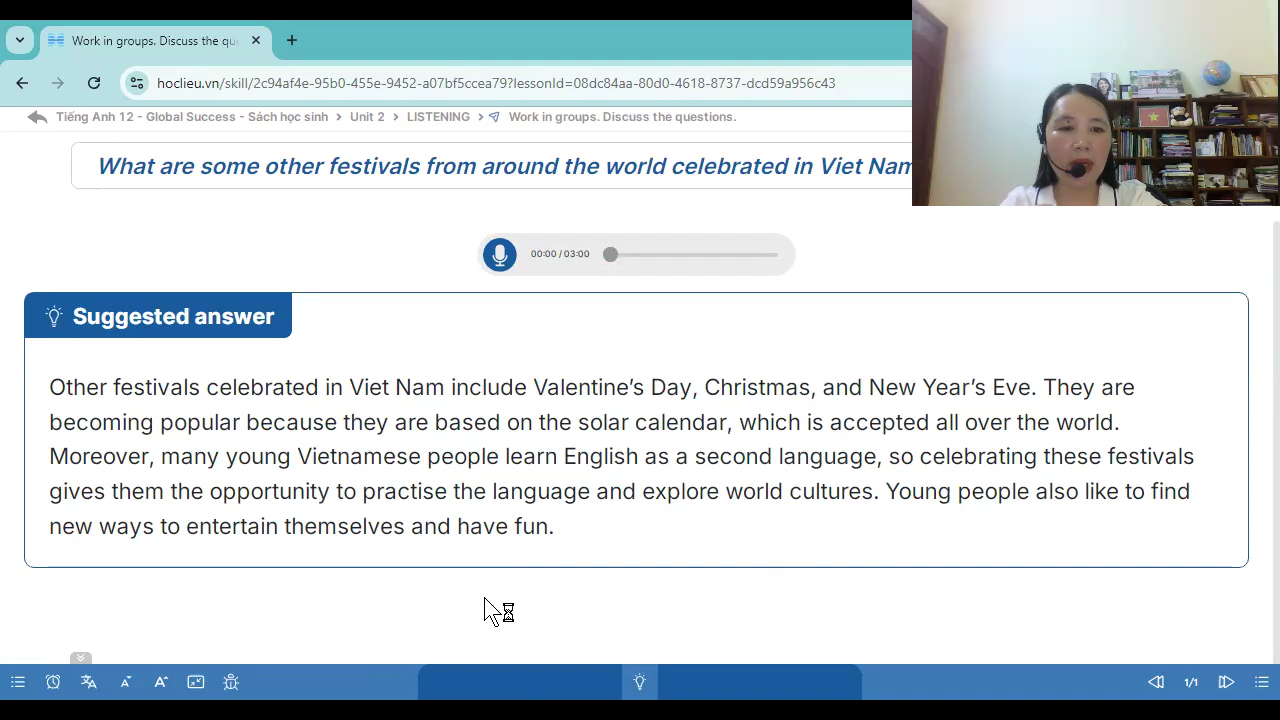 Work in groups. Discuss the qu
hoclieu.vn/skill/2c94af4e-95b0-455e-9452-a07bf5ccea79?lessonId=08dc84aa-80d0-4618-8737-dcd59a956c43
Tiếng Anh 12 - Global Success - Sách học sinh > Unit 2 > LISTENING > Work in groups. Discuss the questions.
What are some other festivals from around the world celebrated in Viet Nam
00:00 / 03:00
Suggested answer
Other festivals celebrated in Viet Nam include Valentine’s Day, Christmas, and New Year’s Eve. They are
becoming popular because they are based on the solar calendar, which is accepted all over the world.
Moreover, many young Vietnamese people learn English as a second language, so celebrating these festivals
gives them the opportunity to practise the language and explore world cultures. Young people also like to find
new ways to entertain themselves and have fun.
1/1